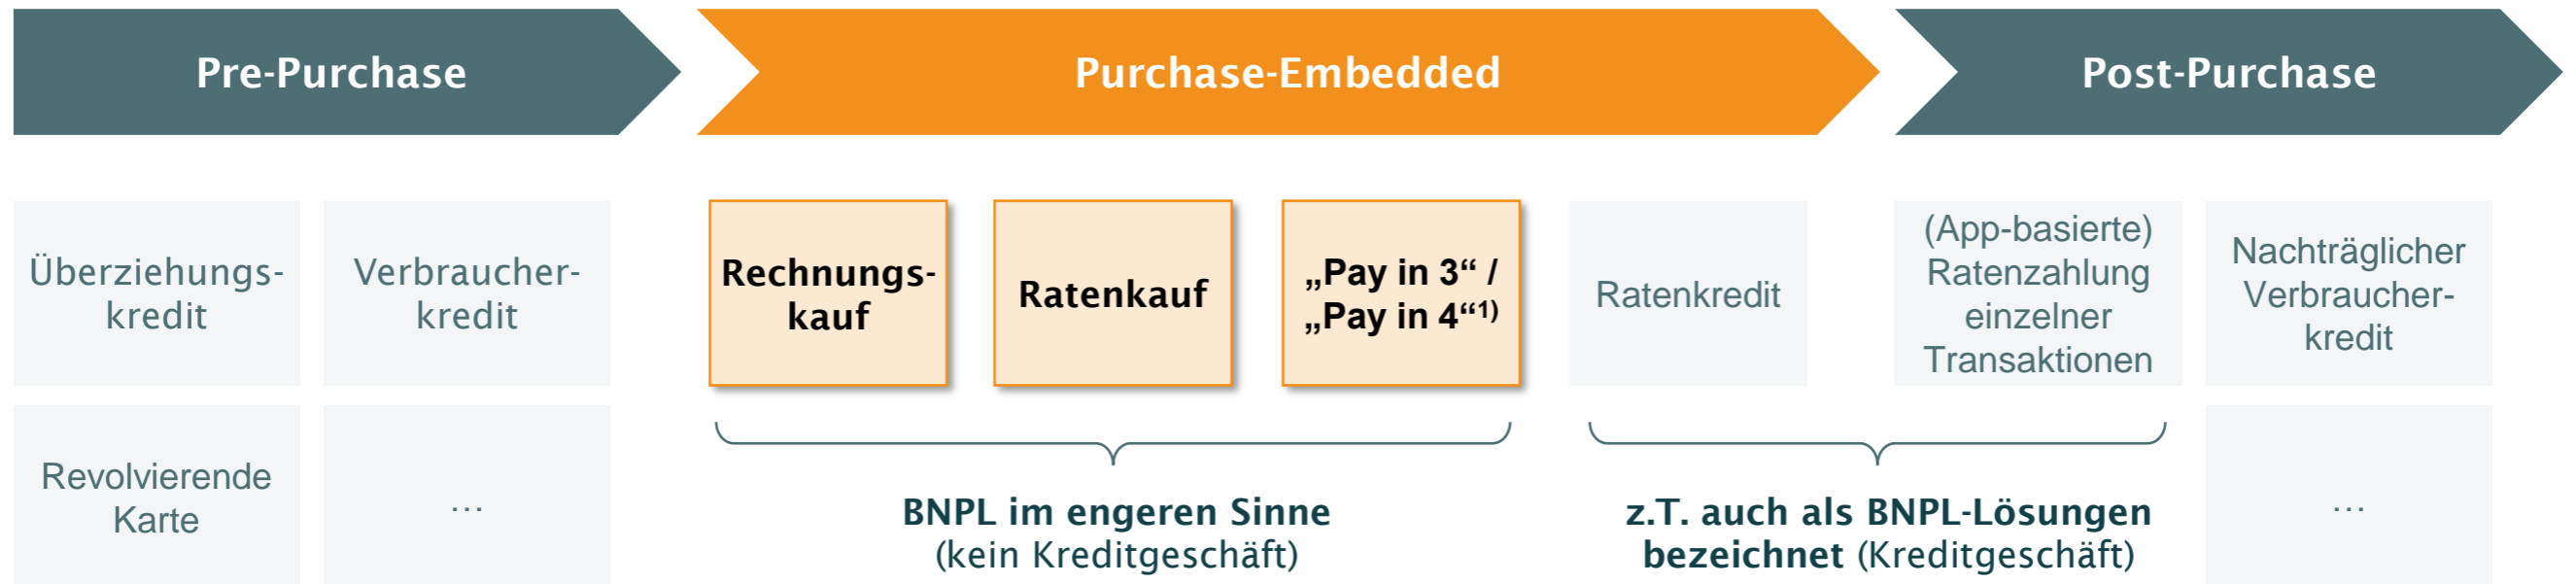 Pre-Purchase
Purchase-Embedded
Post-Purchase
Überziehungs-
kredit
Verbraucher-
kredit
Rechnungs-
kauf
Ratenkauf
„Pay in 3“ /
„Pay in 4“1)
Ratenkredit
(App-basierte)
Ratenzahlung
einzelner
Transaktionen
Nachträglicher
Verbraucher-
kredit
Revolvierende
Karte
…
BNPL im engeren Sinne
(kein Kreditgeschäft)
z.T. auch als BNPL-Lösungen
bezeichnet (Kreditgeschäft)
…